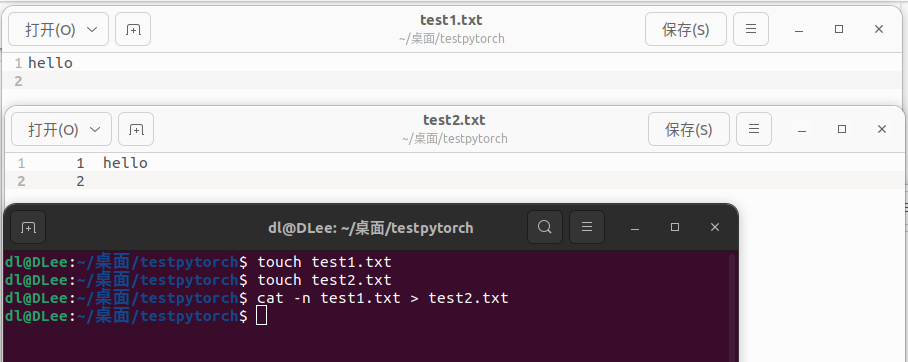 打开(O)
test1.txt
~/桌面/testpytorch
保存(S)
1 hello
2
打开(O)
test2.txt
~/桌面/testpytorch
保存(S)
1      1  hello
2      2
dl@DLee: ~/桌面/testpytorch
dl@DLee:~/桌面/testpytorch$ touch test1.txt
dl@DLee:~/桌面/testpytorch$ touch test2.txt
dl@DLee:~/桌面/testpytorch$ cat -n test1.txt > test2.txt
dl@DLee:~/桌面/testpytorch$